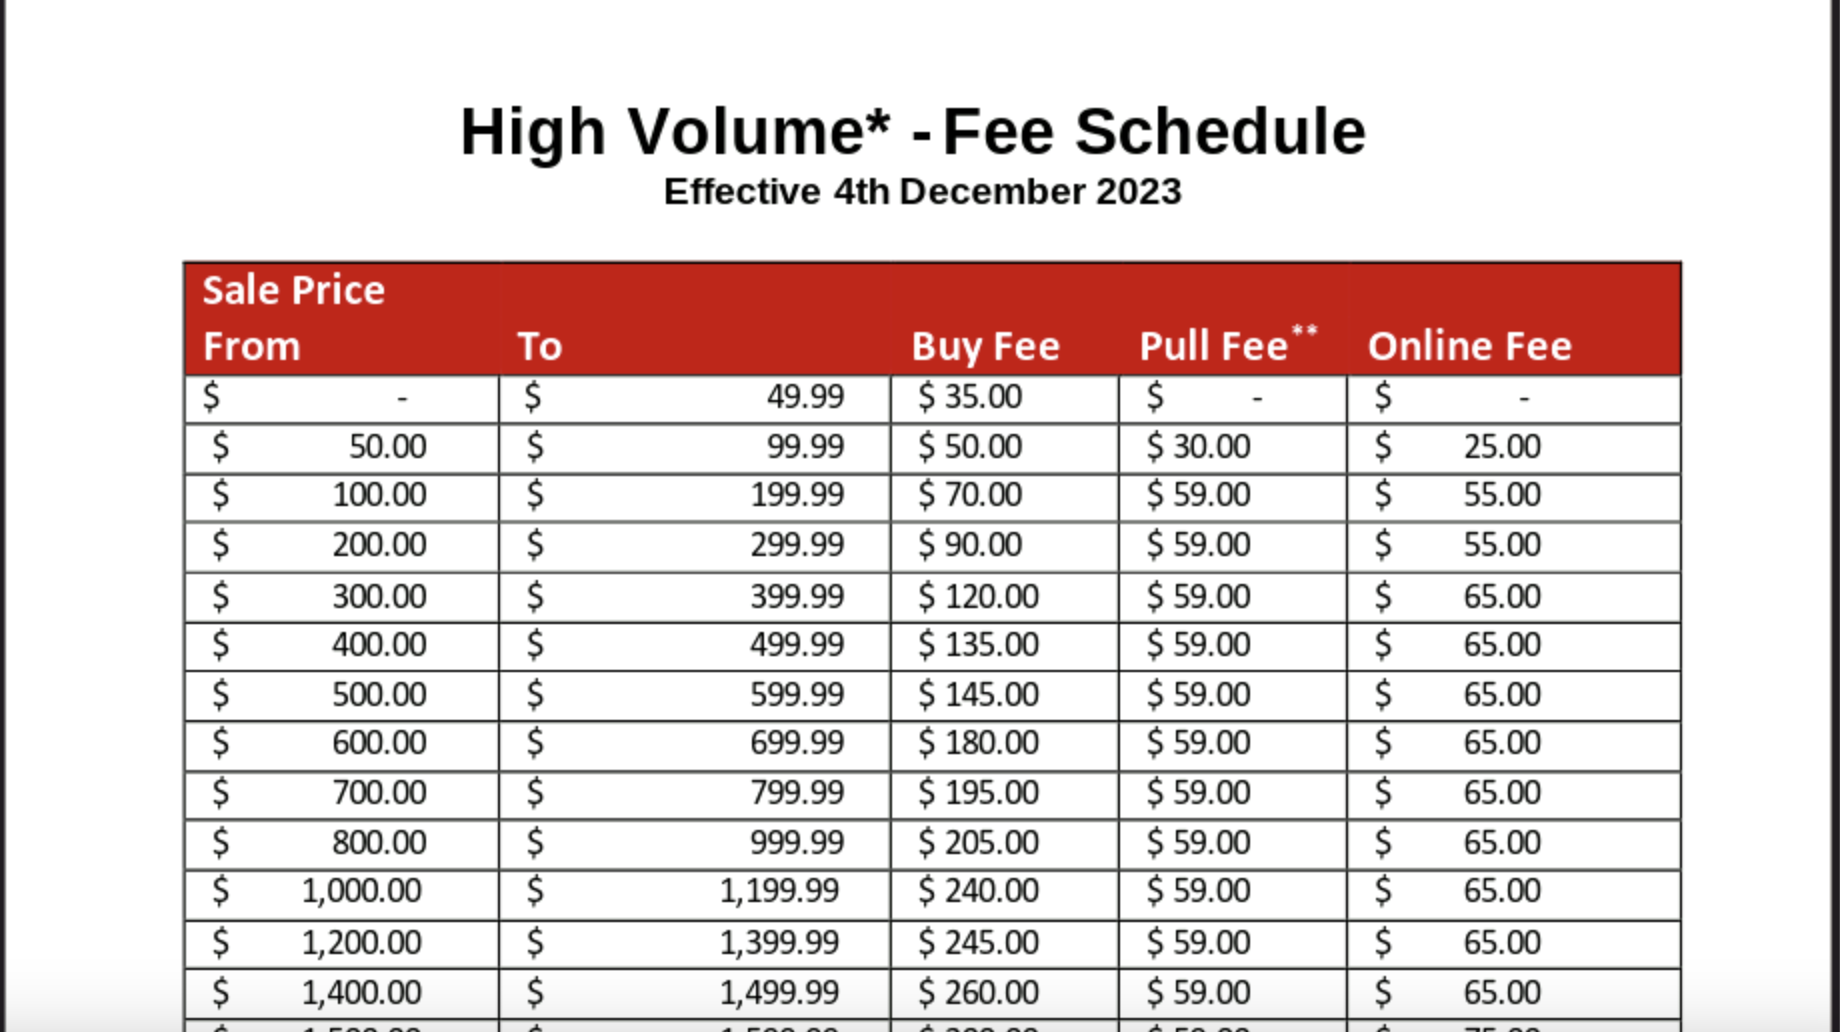 High Volume* - Fee Schedule
Effective 4th December 2023
Sale Price
From To Buy Fee Pull Fee** Online Fee
$ - $ 49.99 $ 35.00 $ - $ -
$ 50.00 $ 99.99 $ 50.00 $ 30.00 $ 25.00
$ 100.00 $ 199.99 $ 70.00 $ 59.00 $ 55.00
$ 200.00 $ 299.99 $ 90.00 $ 59.00 $ 55.00
$ 300.00 $ 399.99 $ 120.00 $ 59.00 $ 65.00
$ 400.00 $ 499.99 $ 135.00 $ 59.00 $ 65.00
$ 500.00 $ 599.99 $ 145.00 $ 59.00 $ 65.00
$ 600.00 $ 699.99 $ 180.00 $ 59.00 $ 65.00
$ 700.00 $ 799.99 $ 195.00 $ 59.00 $ 65.00
$ 800.00 $ 999.99 $ 205.00 $ 59.00 $ 65.00
$ 1,000.00 $ 1,199.99 $ 240.00 $ 59.00 $ 65.00
$ 1,200.00 $ 1,399.99 $ 245.00 $ 59.00 $ 65.00
$ 1,400.00 $ 1,499.99 $ 260.00 $ 59.00 $ 65.00